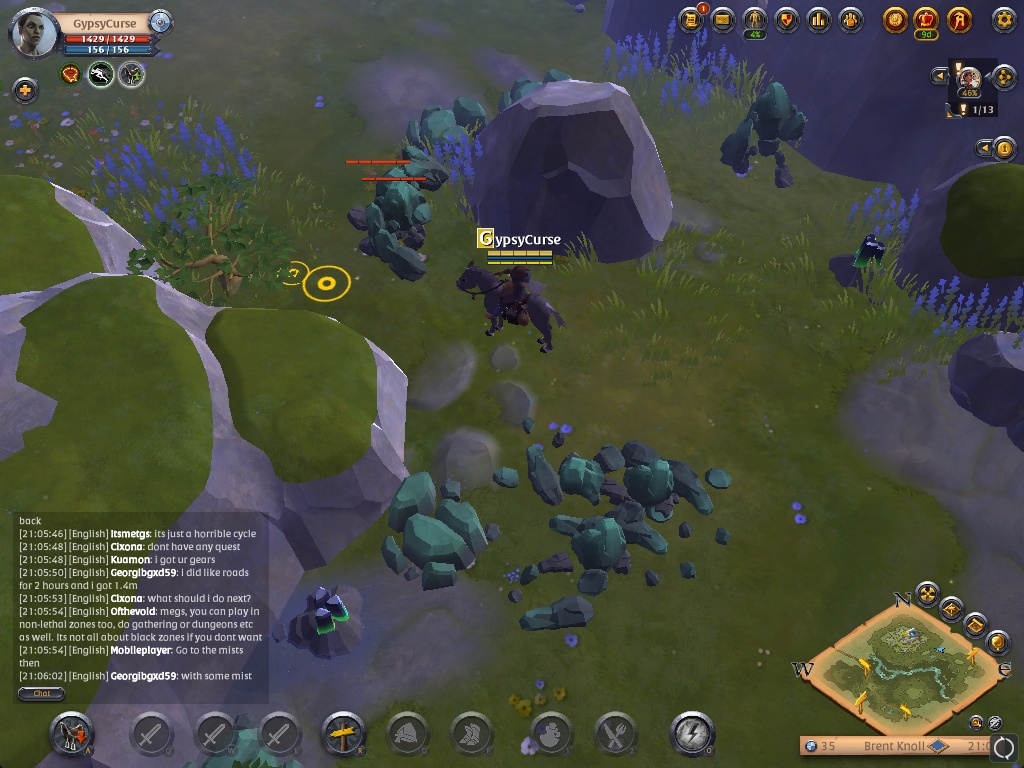 GypsyCurse
1429 / 1429
156 / 156
1
4%
9d
46%
1/13
GypsyCurse
back
[21:05:46] [English] Itsmetgs: its just a horrible cycle
[21:05:48] [English] Cixona: dont have any quest
[21:05:48] [English] Kuamon: i got ur gears
[21:05:50] [English] Georgibgxd59: i did like roads
for 2 hours and i got 1.4m
[21:05:53] [English] Cixona: what should i do next?
[21:05:54] [English] Ofthevoid: megs, you can play in
non-lethal zones too, do gathering or dungeons etc
as well. Its not all about black zones if you dont want
[21:05:54] [English] Mobileplayer: Go to the mists
then
[21:06:02] [English] Georgibgxd59: with some mist
Chat
N
W
E
A
Q
W
E
R
D
F
O
35
Brent Knoll